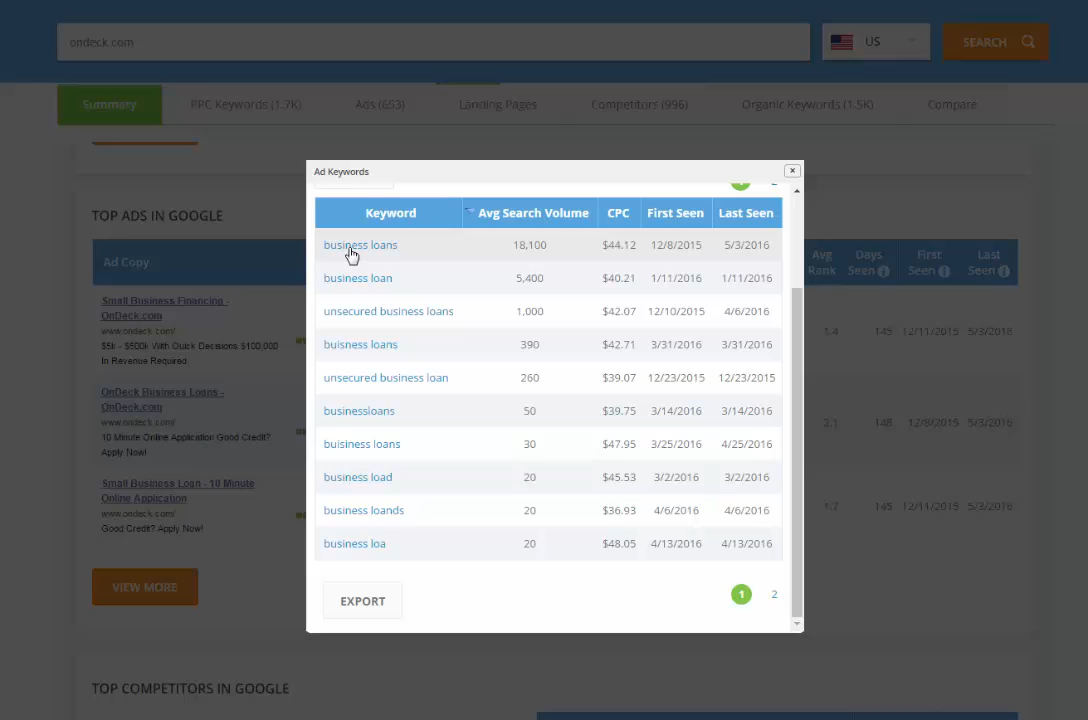 ondeck.com
US
SEARCH
Summary
PPC Keywords (1.7K)
Ads (653)
Landing Pages
Competitors (996)
Organic Keywords (1.5K)
Compare
Ad Keywords
×
1 2
Keyword Avg Search Volume CPC First Seen Last Seen
business loans 18,100 $44.12 12/8/2015 5/3/2016
business loan 5,400 $40.21 1/11/2016 1/11/2016
unsecured business loans 1,000 $42.07 12/10/2015 4/6/2016
buisness loans 390 $42.71 3/31/2016 3/31/2016
unsecured business loan 260 $39.07 12/23/2015 12/23/2015
businessloans 50 $39.75 3/14/2016 3/14/2016
buisiness loans 30 $47.95 3/25/2016 4/25/2016
business load 20 $45.53 3/2/2016 3/2/2016
business loands 20 $36.93 4/6/2016 4/6/2016
business loa 20 $48.05 4/13/2016 4/13/2016
EXPORT
1 2
TOP ADS IN GOOGLE
Ad Copy
Avg Rank
Days Seen
First Seen
Last Seen
Small Business Financing -
OnDeck.com
www.ondeck.com/
$5k - $500k With Quick Decisions $100,000
In Revenue Required.
1.4 145 12/11/2015 5/3/2016
OnDeck Business Loans -
OnDeck.com
www.ondeck.com/
10 Minute Online Application Good Credit?
Apply Now!
2.1 148 12/8/2015 5/3/2016
Small Business Loan - 10 Minute
Online Application
www.ondeck.com/
Good Credit? Apply Now!
1.7 145 12/11/2015 5/3/2016
VIEW MORE
TOP COMPETITORS IN GOOGLE